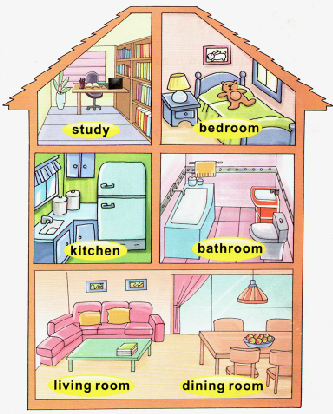 study
bedroom
kitchen
bathroom
living room
dining room